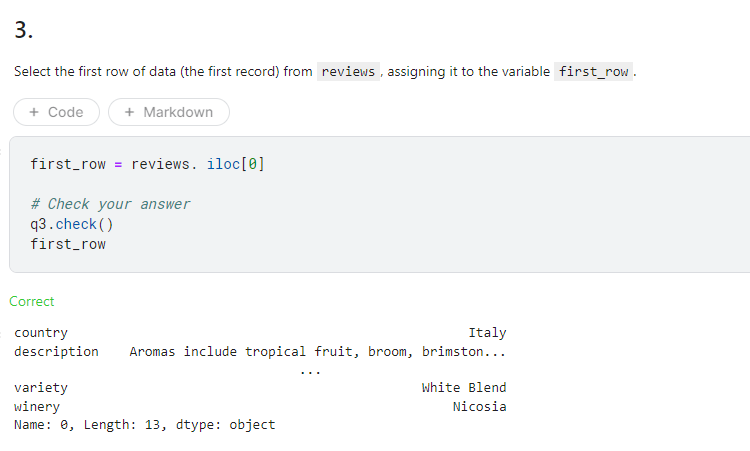 3.
Select the first row of data (the first record) from reviews , assigning it to the variable first_row .
+ Code + Markdown
first_row = reviews. iloc[0]
# Check your answer
q3.check()
first_row
Correct
country Italy
description Aromas include tropical fruit, broom, brimston...
...
variety White Blend
winery Nicosia
Name: 0, Length: 13, dtype: object